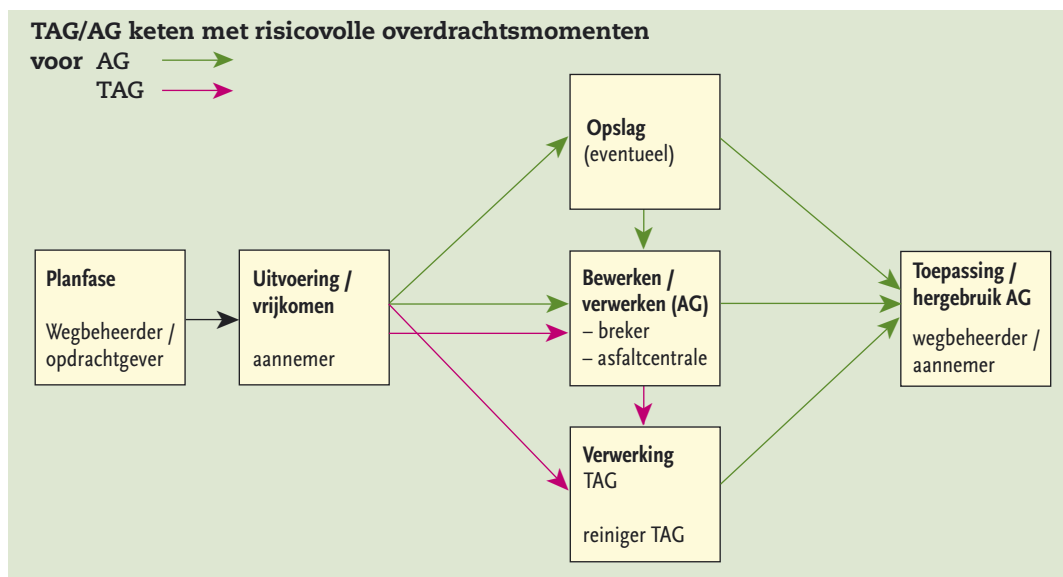 TAG/AG keten met risicovolle overdrachtsmomenten
voor AG
TAG
Opslag
(eventueel)
Planfase
Wegbeheerder /
opdrachtgever
Uitvoering /
vrijkomen
aannemer
Bewerken /
verwerken (AG)
– breker
– asfaltcentrale
Toepassing /
hergebruik AG
wegbeheerder /
aannemer
Verwerking
TAG
reiniger TAG